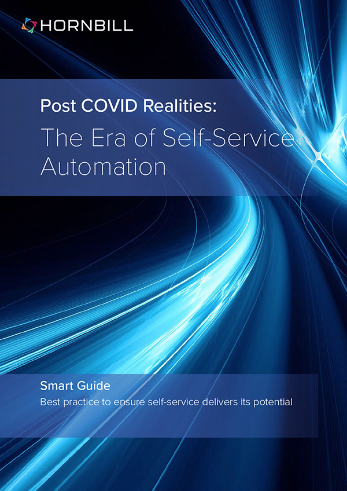 HORNBILL
Post COVID Realities:
The Era of Self-Service
Automation
Smart Guide
Best practice to ensure self-service delivers its potential